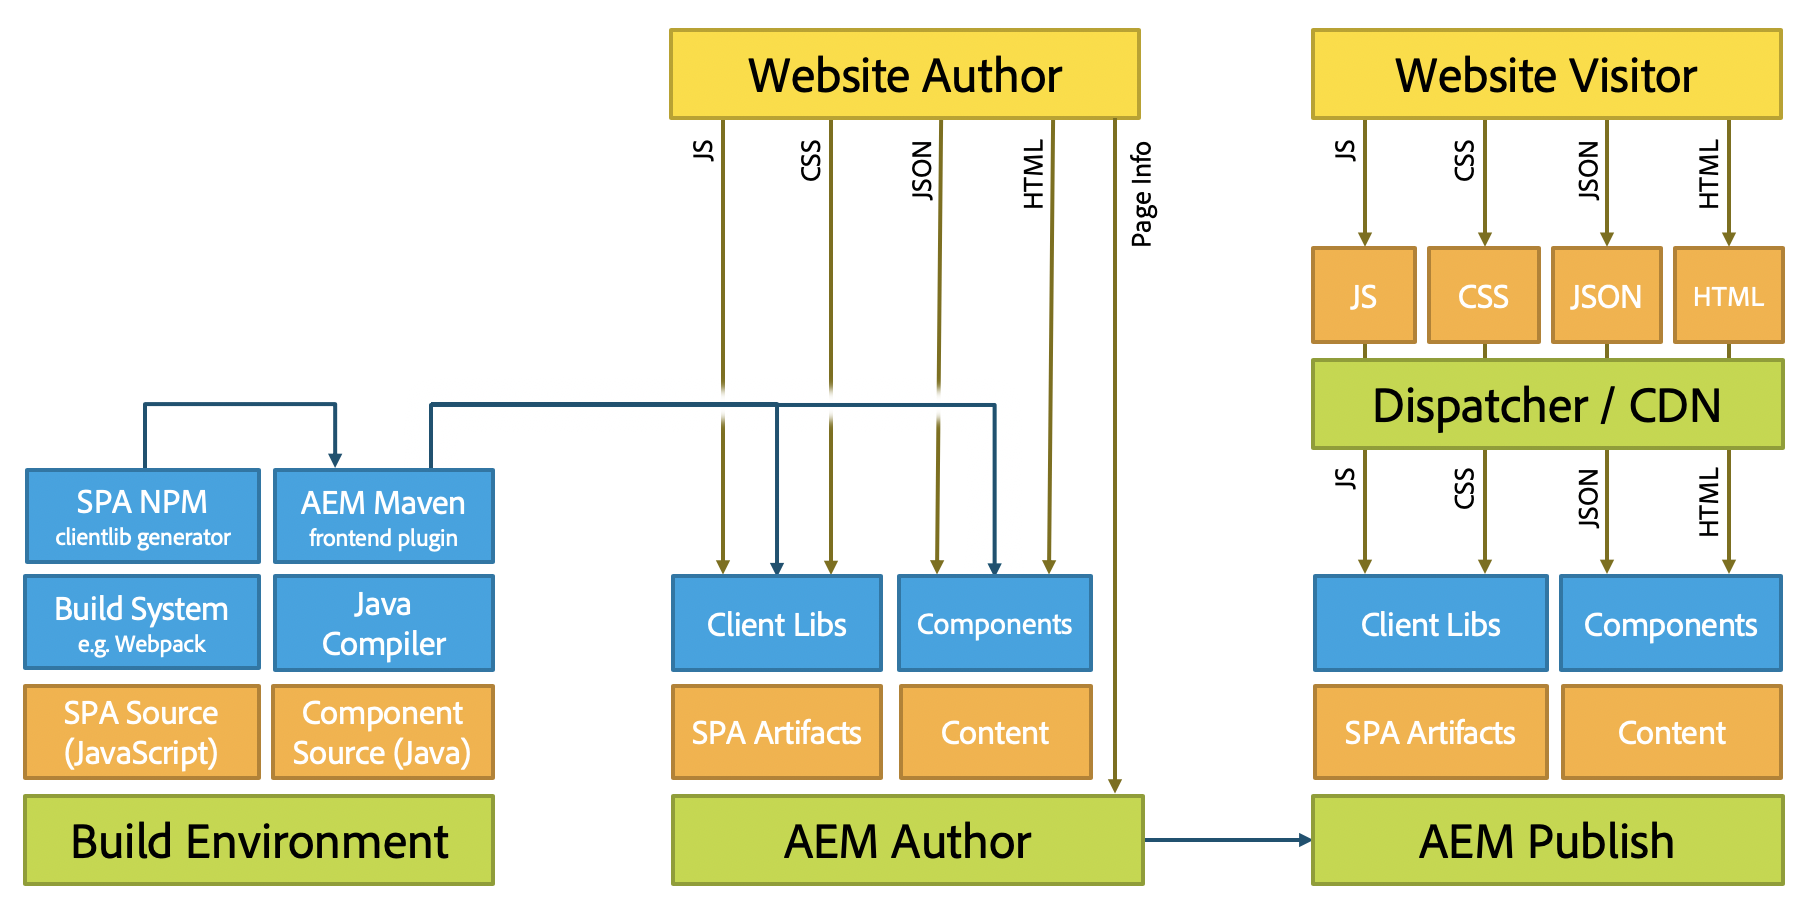 Website Author
Website Visitor
JS
CSS
JSON
HTML
Page Info
JS
CSS
JSON
HTML
JS
CSS
JSON
HTML
Dispatcher / CDN
JS
CSS
JSON
HTML
SPA NPM
clientlib generator
AEM Maven
frontend plugin
Build System
e.g. Webpack
Java
Compiler
Client Libs
Components
Client Libs
Components
SPA Source
(JavaScript)
Component
Source (Java)
SPA Artifacts
Content
SPA Artifacts
Content
Build Environment
AEM Author
AEM Publish